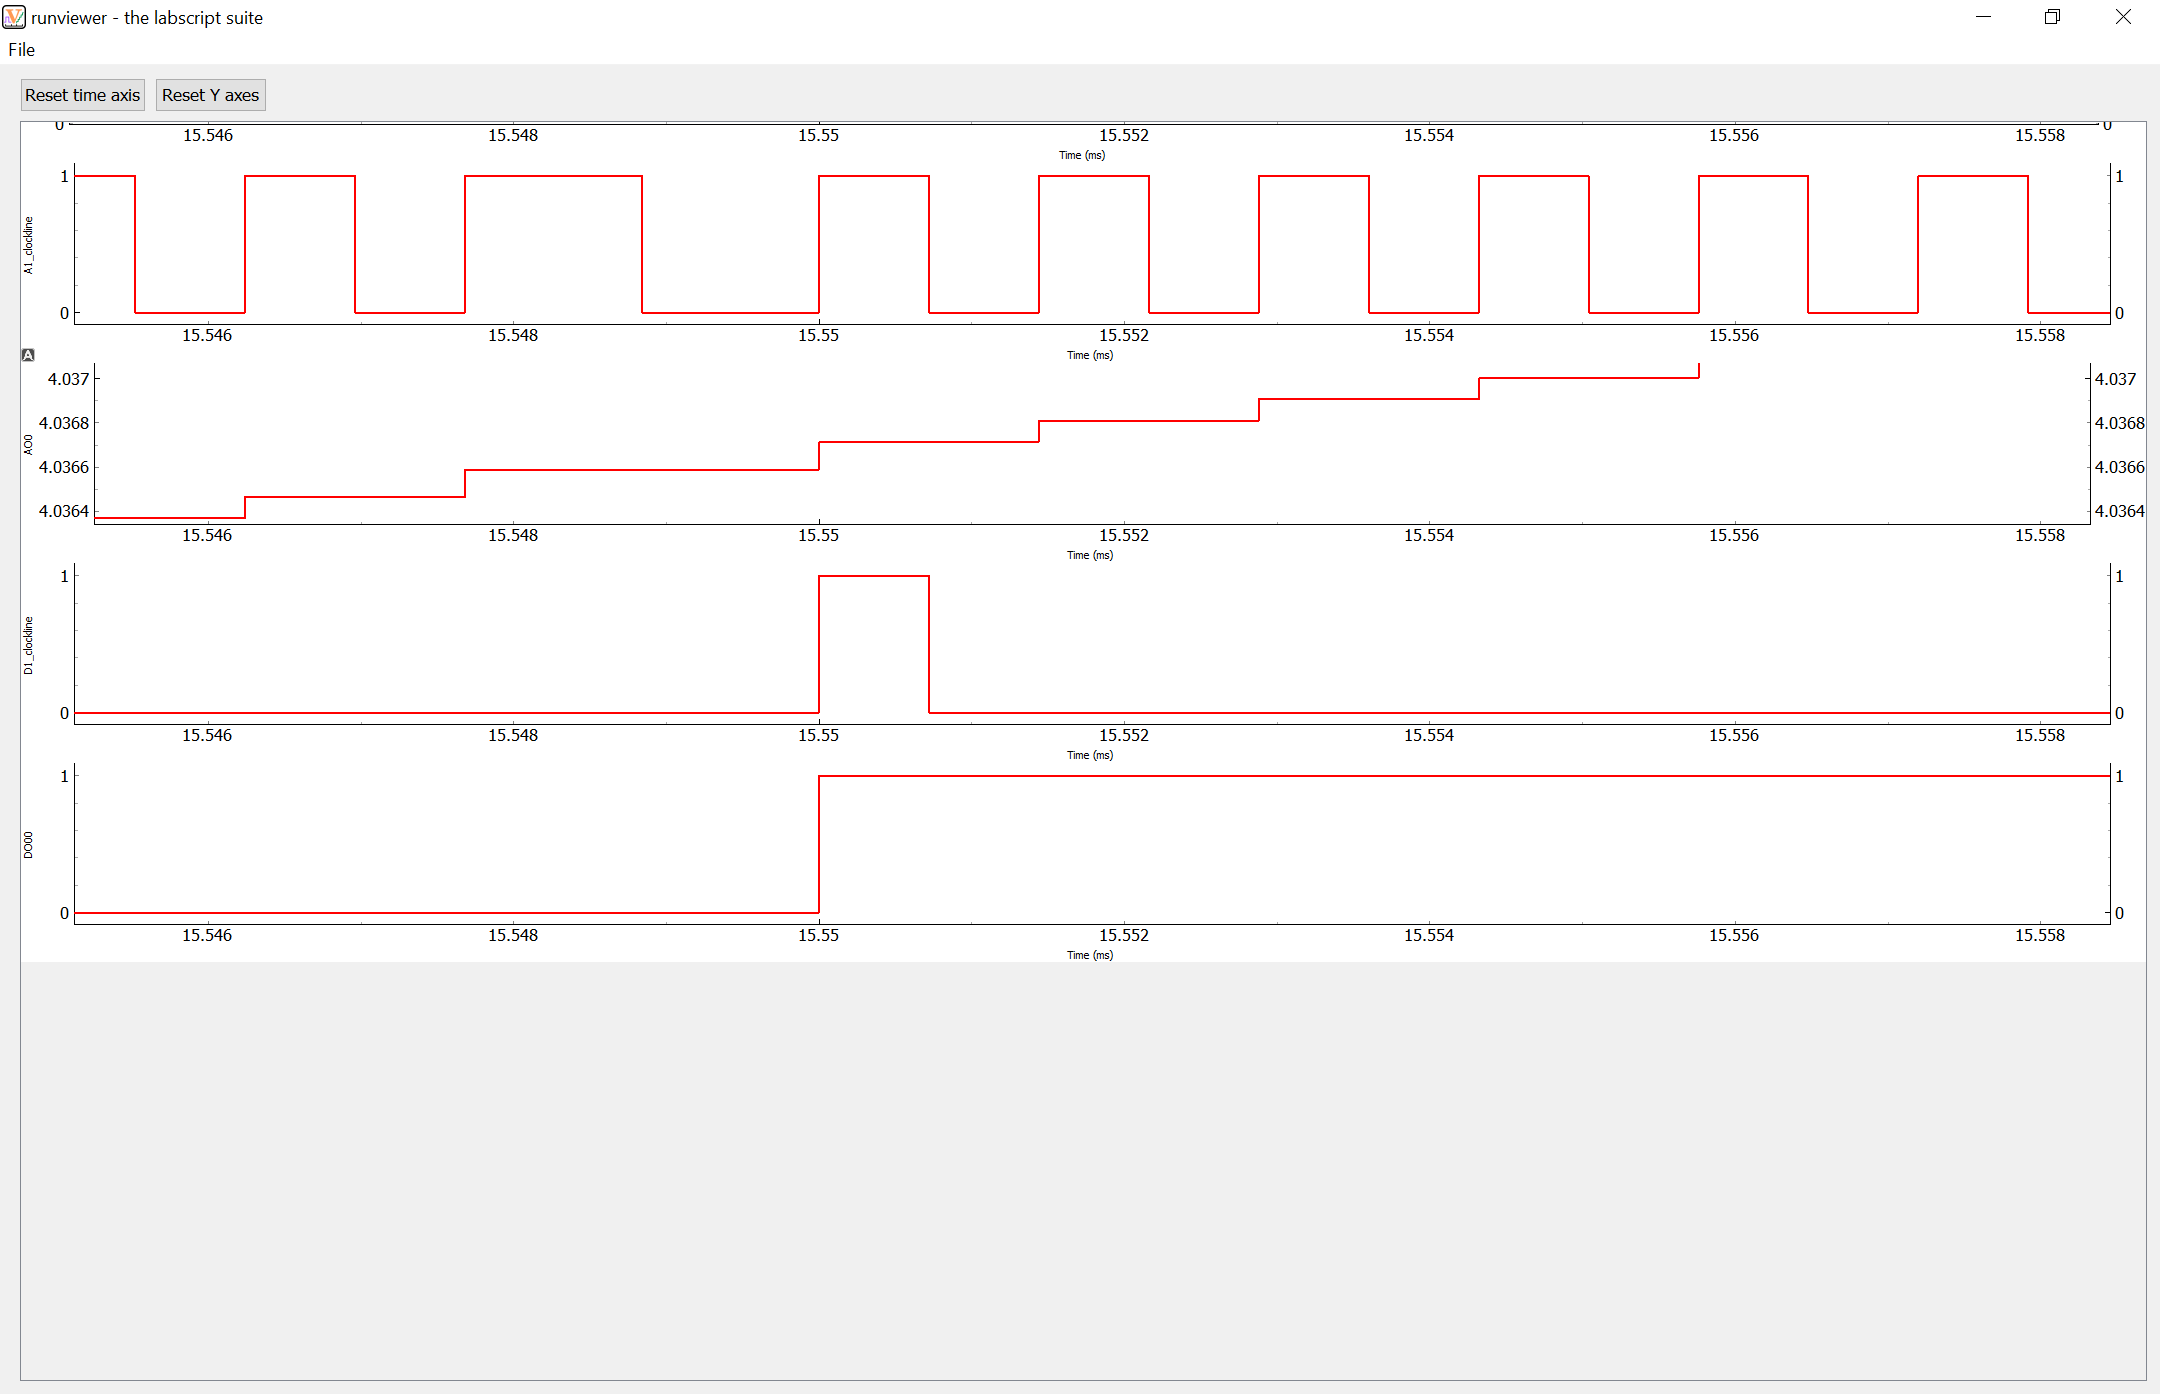 runviewer - the labscript suite
File
Reset time axis Reset Y axes
0 0
15.546 15.548 15.55 15.552 15.554 15.556 15.558
Time (ms)
1 1
A1_clockline
0 0
15.546 15.548 15.55 15.552 15.554 15.556 15.558
Time (ms)
A
4.037 4.037
4.0368 4.0368
AO0
4.0366 4.0366
4.0364 4.0364
15.546 15.548 15.55 15.552 15.554 15.556 15.558
Time (ms)
1 1
D1_clockline
0 0
15.546 15.548 15.55 15.552 15.554 15.556 15.558
Time (ms)
1 1
DO00
0 0
15.546 15.548 15.55 15.552 15.554 15.556 15.558
Time (ms)